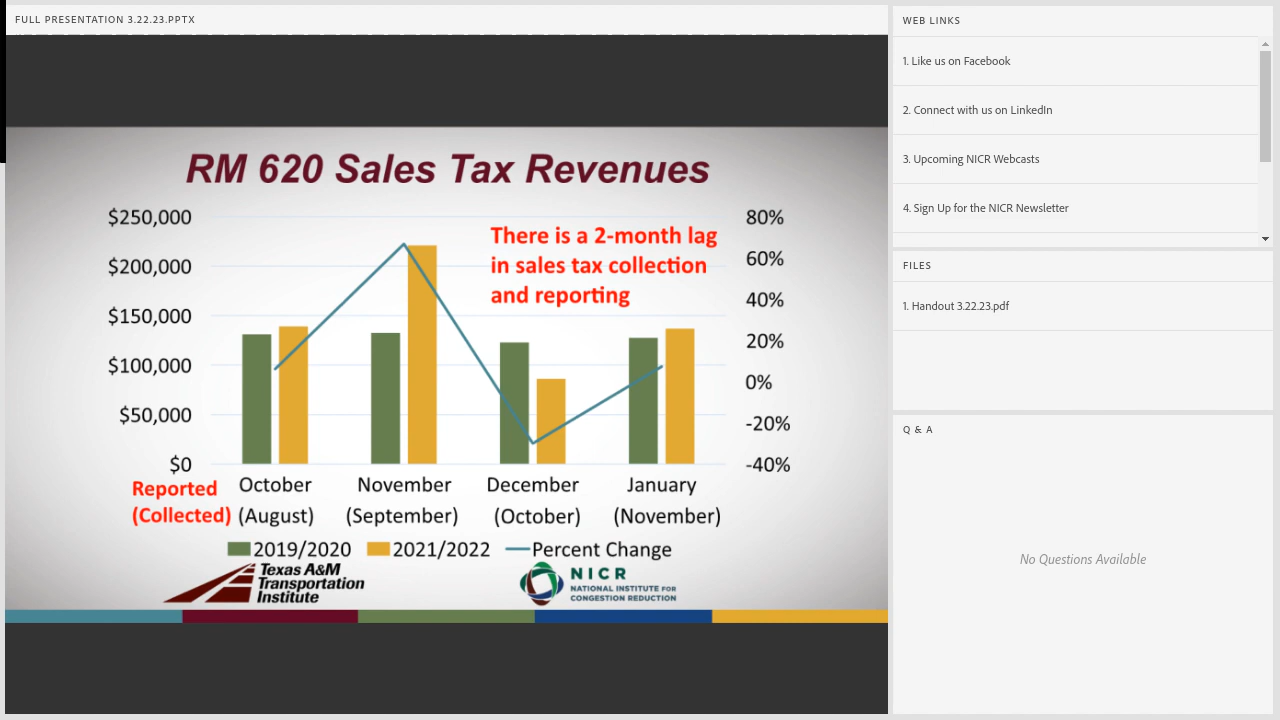 FULL PRESENTATION 3.22.23.PPTX
RM 620 Sales Tax Revenues
$250,000
$200,000
$150,000
$100,000
$50,000
$0
There is a 2-month lag
in sales tax collection
and reporting
80%
60%
40%
20%
0%
-20%
-40%
Reported
(Collected)
October
(August)
November
(September)
December
(October)
January
(November)
2019/2020
2021/2022
Percent Change
Texas A&M
Transportation
Institute
NICR
NATIONAL INSTITUTE FOR
CONGESTION REDUCTION
WEB LINKS
1. Like us on Facebook
2. Connect with us on LinkedIn
3. Upcoming NICR Webcasts
4. Sign Up for the NICR Newsletter
FILES
1. Handout 3.22.23.pdf
Q & A
No Questions Available